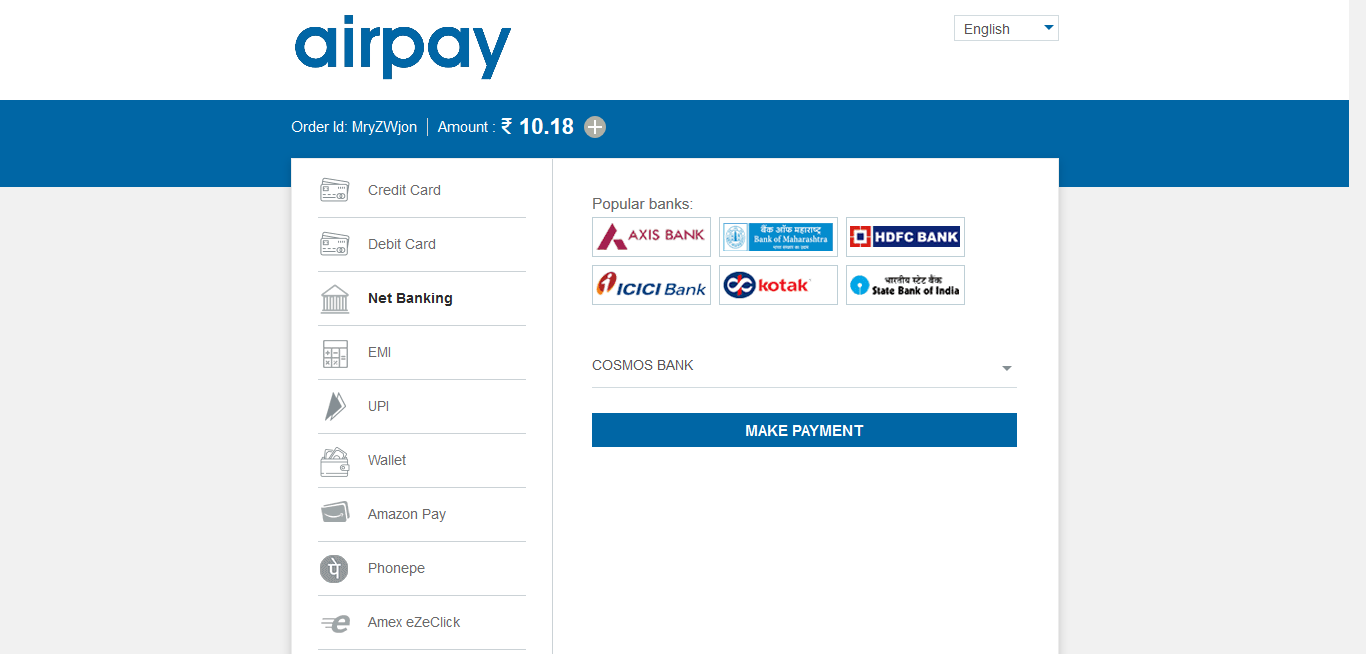 airpay
English
Order Id: MryZWjon
Amount : ₹ 10.18
Credit Card
Debit Card
Net Banking
EMI
UPI
Wallet
Amazon Pay
पे
Phonepe
e
Amex eZeClick
Popular banks:
AXIS BANK
बैंक ऑफ महाराष्ट्र
Bank of Maharashtra
HDFC BANK
ICICI Bank
kotak
भारतीय स्टेट बैंक
State Bank of India
COSMOS BANK
MAKE PAYMENT